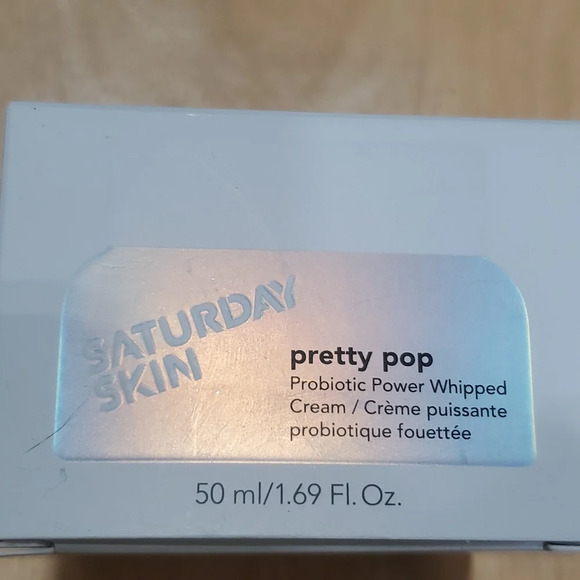 SATURDAY
SKIN
pretty pop
Probiotic Power Whipped
Cream / Crème puissante
probiotique fouettée
50 ml/1.69 Fl. Oz.